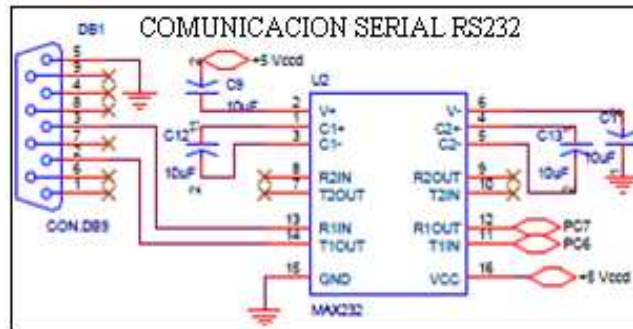 COMUNICACION SERIAL RS232
DB1
5
9
4
8
3
7
2
6
1
CON.DB9
+5 Vccd
C9
10uF
C12
10uF
U2
2 V+
1 C1+
3 C1-
8 R2IN
7 T2OUT
13 R1IN
14 T1OUT
15 GND
V- 6
C2+ 4
C2- 5
R2OUT 9
T2IN 10
R1OUT 12
T1IN 11
VCC 16
MAX232
C13
10uF
10uF
PC7
PC6
+5 Vccd